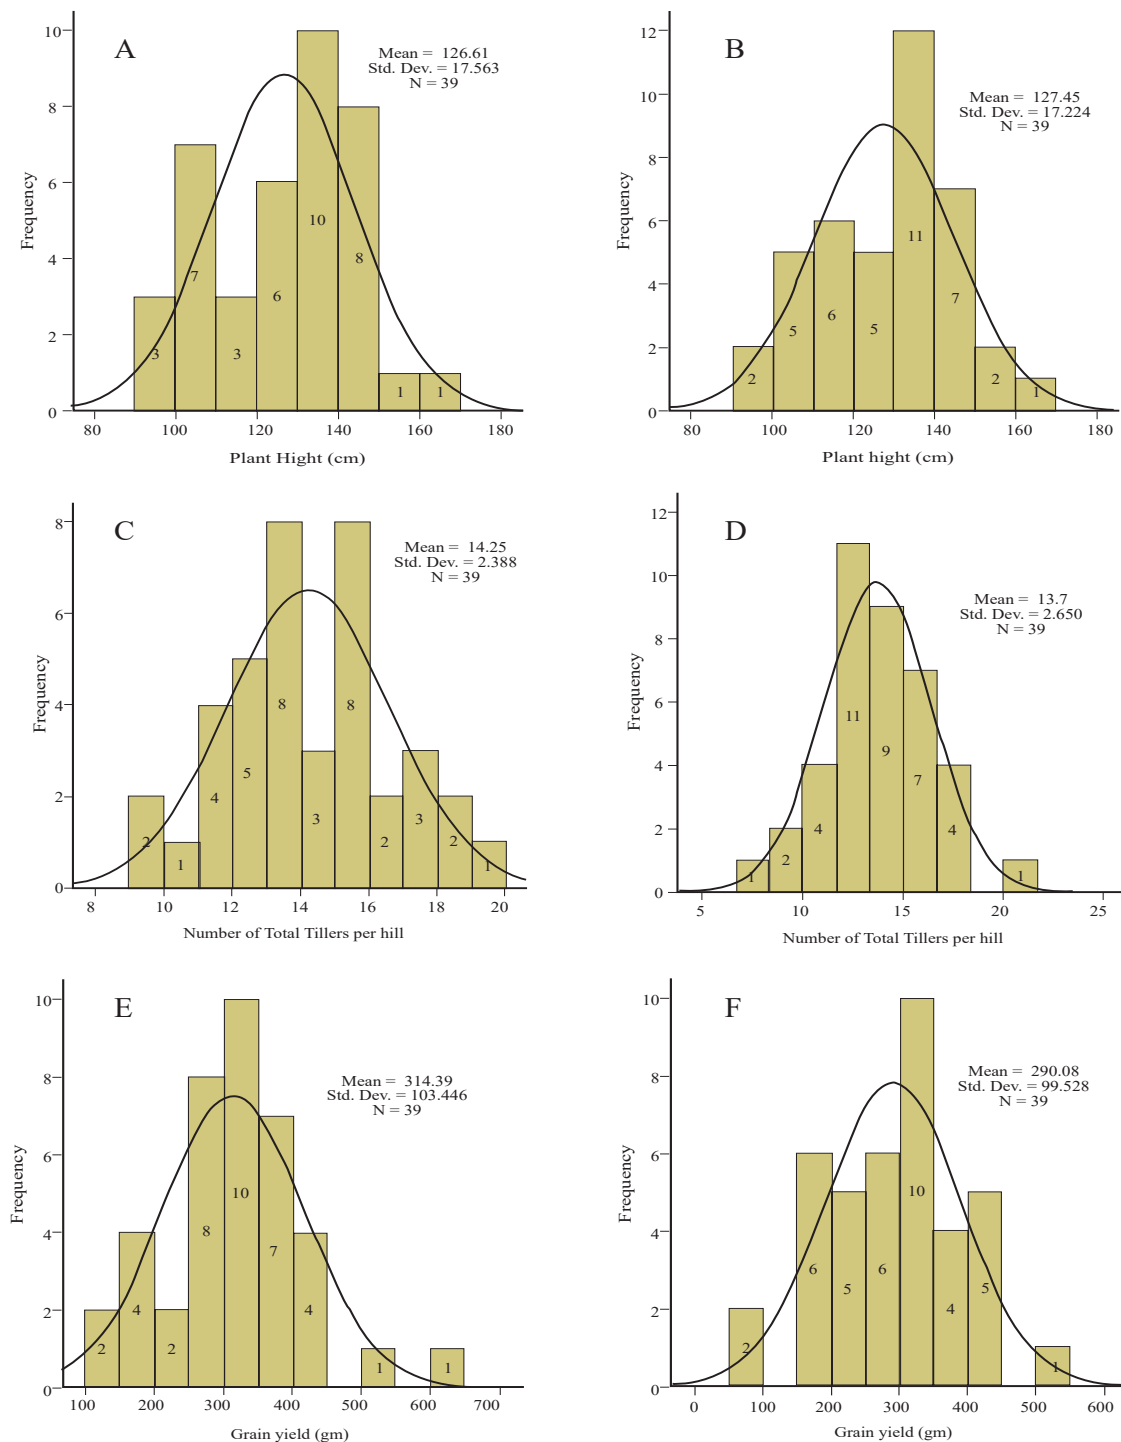 A
Mean = 126.61
Std. Dev. = 17.563
N = 39
Frequency
10
8
6
4
2
0
3
7
3
6
10
8
1
1
80 100 120 140 160 180
Plant Hight (cm)
B
Mean = 127.45
Std. Dev. = 17.224
N = 39
Frequency
12
10
8
6
4
2
0
2
5
6
5
11
7
2
1
80 100 120 140 160 180
Plant hight (cm)
C
Mean = 14.25
Std. Dev. = 2.388
N = 39
Frequency
8
6
4
2
0
2
1
4
5
8
3
8
2
3
2
1
8 10 12 14 16 18 20
Number of Total Tillers per hill
D
Mean = 13.7
Std. Dev. = 2.650
N = 39
Frequency
12
10
8
6
4
2
0
1
2
4
11
9
7
4
1
5 10 15 20 25
Number of Total Tillers per hill
E
Mean = 314.39
Std. Dev. = 103.446
N = 39
Frequency
10
8
6
4
2
0
2
4
2
8
10
7
4
1
1
100 200 300 400 500 600 700
Grain yield (gm)
F
Mean = 290.08
Std. Dev. = 99.528
N = 39
Frequency
10
8
6
4
2
0
2
6
5
6
10
4
5
1
0 100 200 300 400 500 600
Grain yield (gm)